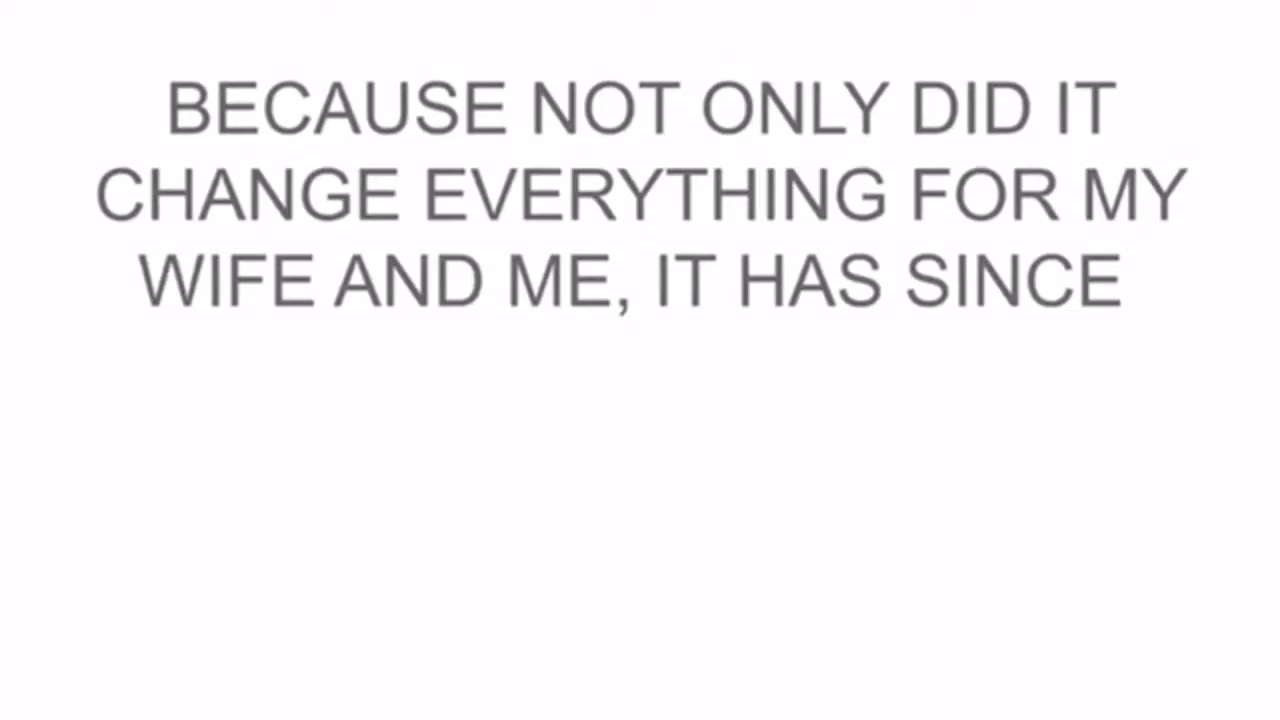 BECAUSE NOT ONLY DID IT
CHANGE EVERYTHING FOR MY
WIFE AND ME, IT HAS SINCE